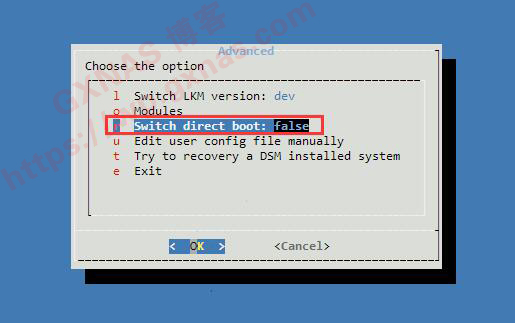 GXNAS 博客
https://wp.gxnas.com
Advanced
Choose the option
l Switch LKM version: dev
o Modules
Switch direct boot: false
u Edit user config file manually
t Try to recovery a DSM installed system
e Exit
< OK > <Cancel>